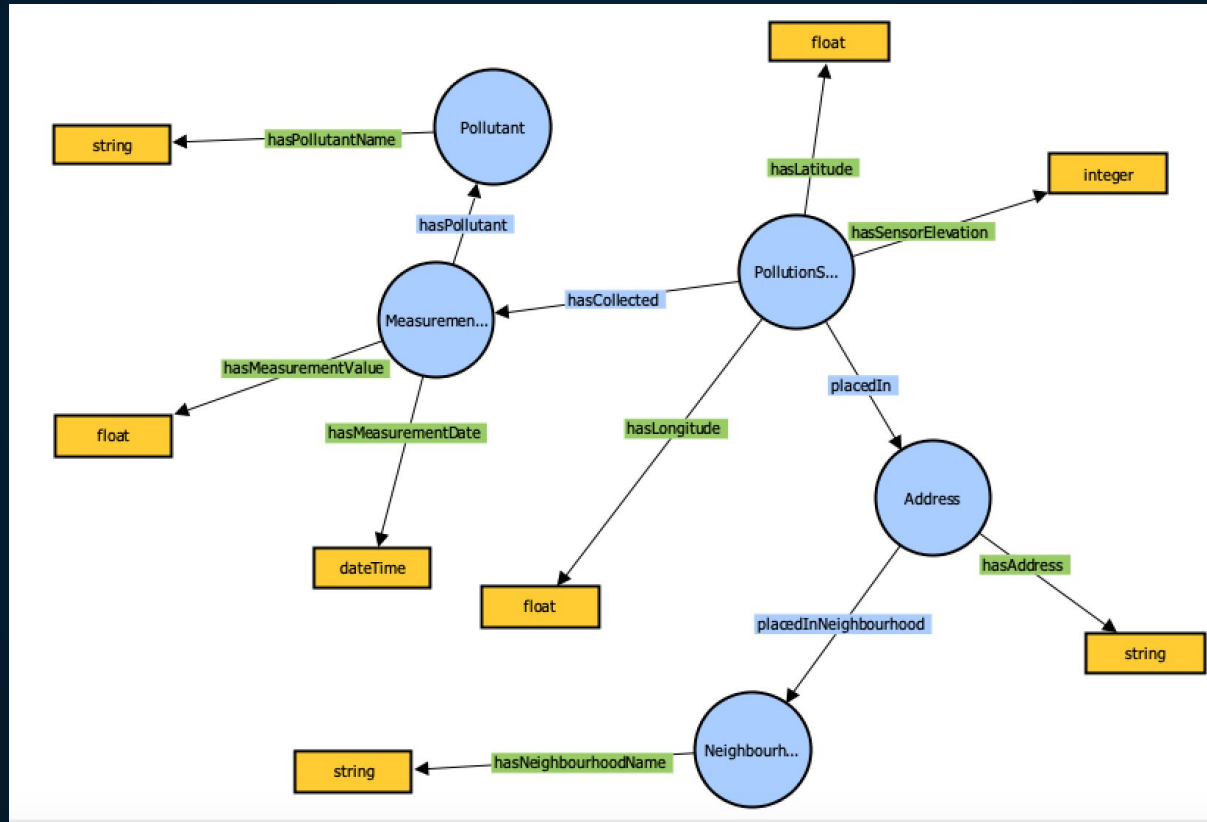 float
Pollutant
string
hasPollutantName
hasLatitude
integer
hasPollutant
hasSensorElevation
PollutionS...
hasCollected
Measuremen...
hasMeasurementValue
placedIn
float
hasMeasurementDate
hasLongitude
Address
dateTime
hasAddress
float
placedInNeighbourhood
string
Neighbourh...
hasNeighbourhoodName
string